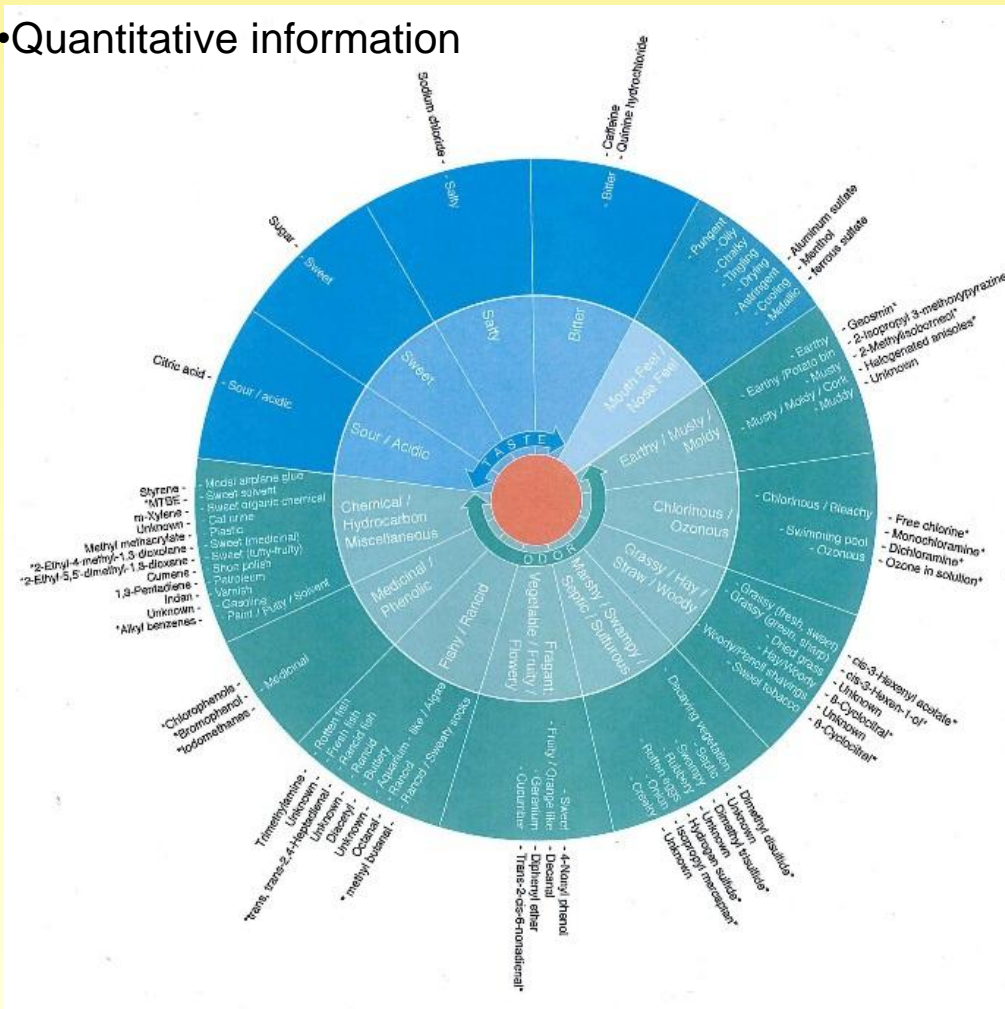 •Quantitative information
Sodium chloride -
- Caffeine
- Quinine hydrochloride
Sugar -
Citric acid -
- Salty
- Bitter
- Sweet
- Sour / acidic
- Pungent
- Oily
- Chalky
- Tingling
- Drying
- Astringent
- Cooling
- Metallic
- Aluminum sulfate
- Menthol
- ferrous sulfate
Salty
Bitter
Sweet
Sour / Acidic
Mouth Feel /
Nose Feel
TASTE
ODOR
Earthy / Musty /
Moldy
- Earthy
- Earthy /Potato bin
- Musty
- Musty / Moldy / Cork
- Muddy
- Geosmin*
- 2-Isopropyl 3-methoxypyrazine
- 2-Methylisoborneol*
- Halogenated anisoles*
- Unknown
Chlorinous /
Ozonous
- Chlorinous / Bleachy
- Swimming pool
- Ozonous
- Free chlorine*
- Monochloramine*
- Dichloramine*
- Ozone in solution*
Grassy / Hay /
Straw / Woody
- Grassy (fresh, sweet)
- Grassy (green, sharp)
- Dried grass
- Hay/Woody
- Woody/Pencil shavings
- Sweet tobacco
- cis-3-Hexenyl acetate*
- cis-3-Hexen-1-ol*
- Unknown
- β-Cyclocitral*
- Unknown
- β-Cyclocitral*
Marshy / Swampy /
Septic / Sulfurous
- Decaying vegetation
- Septic
- Swampy
- Rubbery
Rotten eggs
- Onion
- Creaky
- Dimethyl disulfide*
- Unknown
- Dimethyl trisulfide*
- Unknown
- Hydrogen sulfide*
- Isopropyl mercaptan*
- Unknown
Fragant:
Vegetable / Fruity /
Flowery
- Sweet
- Fruity / Orange like
- Geranium
- Cucumber
- 4-Nonyl phenol
- Decanal
- Diphenyl ether
- Trans-2-cis-6-nonadienal*
Fishy / Rancid
- Rotten fish
- Fresh fish
- Rancid fish
- Rancid
- Buttery
- Aquarium - like / Algae
- Rancid
- Rancid / Sweaty socks
Trimethylamine -
Unknown -
*trans, trans-2,4-Heptadienal -
Unknown -
Diacetyl -
Unknown -
Octanal -
* methyl butanal -
Medicinal /
Phenolic
- Medicinal
*Chlorophenols -
*Bromophenol -
*Iodomethanes -
Chemical /
Hydrocarbon
Miscellaneous
- Model airplane glue
- Sweet solvent
- Sweet organic chemical
- Cat urine
- Plastic
- Sweet (medicinal)
- Sweet (tutty-fruity)
- Shoe polish
- Petroleum
- Varnish
- Gasoline
- Paint / Putty / Solvent
Styrene -
*MTBE -
m-Xylene -
Unknown -
Methyl methacrylate -
*2-Ethyl-4-methyl-1,3-dioxolane -
*2-Ethyl-5,5'-dimethyl-1,3-dioxane -
Cumene -
1,3-Pentadiene -
Indan -
Unknown -
*Alkyl benzenes -